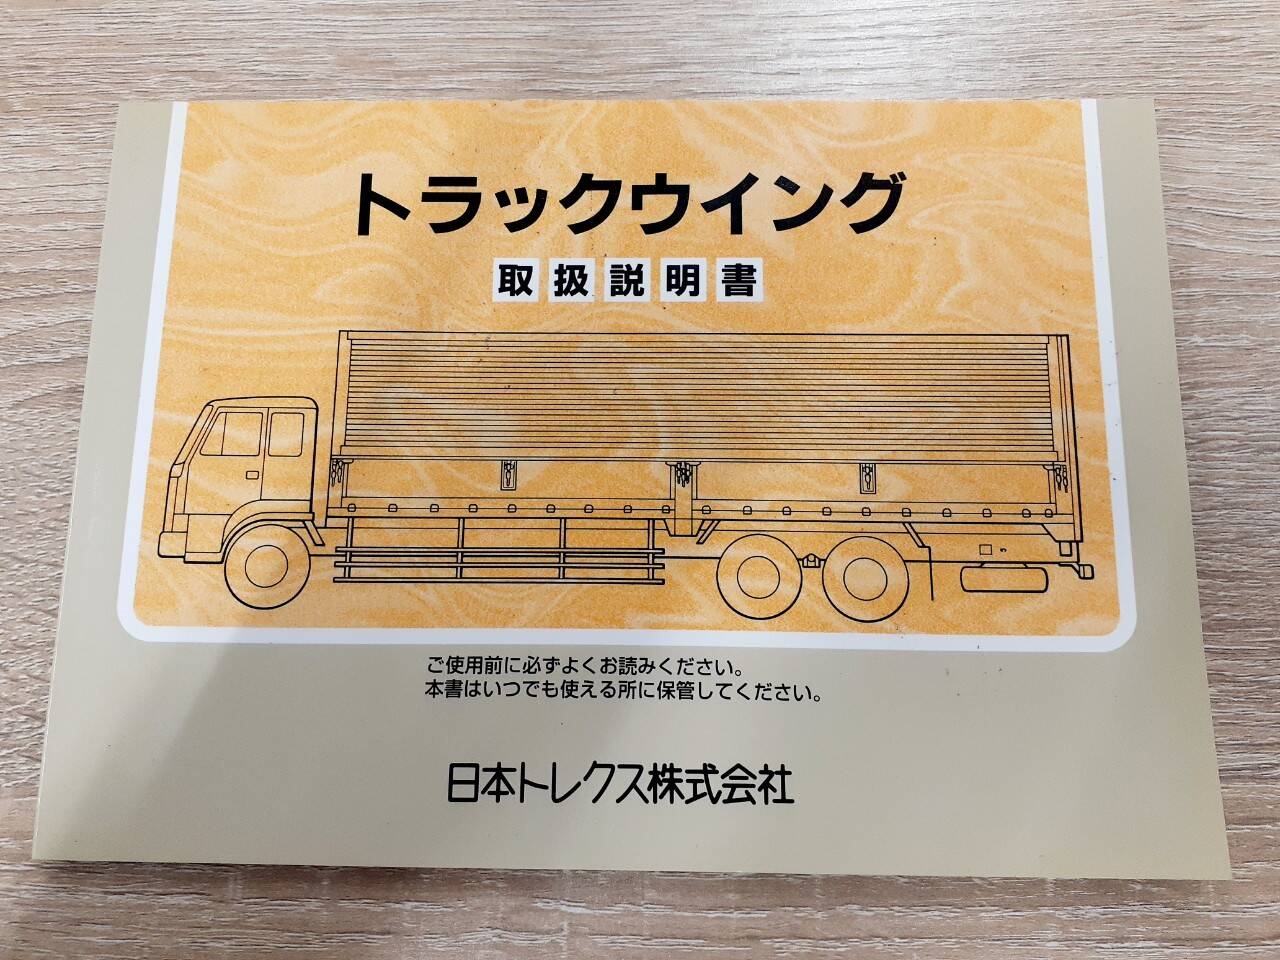 トラックウイング
取扱説明書
ご使用前に必ずよくお読みください。
本書はいつでも使える所に保管してください。
日本トレクス株式会社